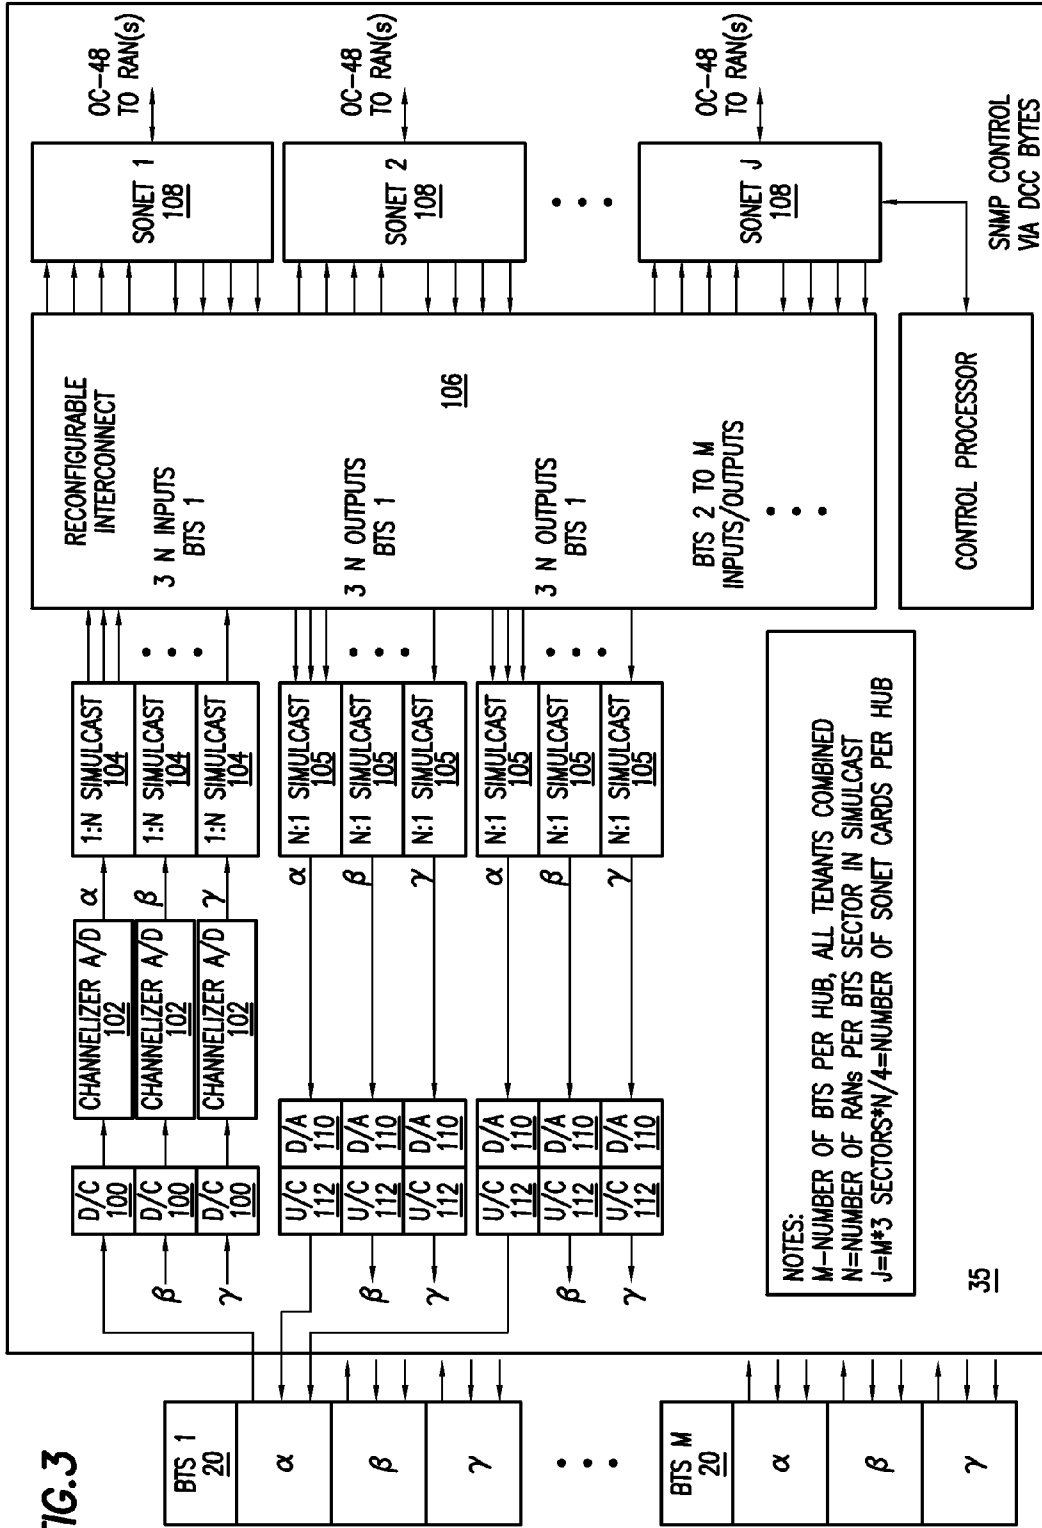 FIG.3
BTS 1
20
α
β
γ
BTS M
20
α
β
γ
D/C
100
D/C
100
D/C
100
β
γ
CHANNELIZER A/D
102
CHANNELIZER A/D
102
CHANNELIZER A/D
102
α
β
γ
1:N SIMULCAST
104
1:N SIMULCAST
104
1:N SIMULCAST
104
U/C
112
D/A
110
U/C
112
D/A
110
U/C
112
D/A
110
β
γ
α
β
γ
N:1 SIMULCAST
105
N:1 SIMULCAST
105
N:1 SIMULCAST
105
U/C
112
D/A
110
U/C
112
D/A
110
U/C
112
D/A
110
β
γ
α
β
γ
N:1 SIMULCAST
105
N:1 SIMULCAST
105
N:1 SIMULCAST
105
RECONFIGURABLE
INTERCONNECT
3 N INPUTS
BTS 1
106
3 N OUTPUTS
BTS 1
3 N OUTPUTS
BTS 1
BTS 2 TO M
INPUTS/OUTPUTS
SONET 1
108
OC-48
TO RAN(s)
SONET 2
108
OC-48
TO RAN(s)
SONET J
108
OC-48
TO RAN(s)
CONTROL PROCESSOR
SNMP CONTROL
VIA DCC BYTES
NOTES:
M-NUMBER OF BTS PER HUB, ALL TENANTS COMBINED
N=NUMBER OF RANs PER BTS SECTOR IN SIMULCAST
J=M*3 SECTORS*N/4=NUMBER OF SONET CARDS PER HUB
35